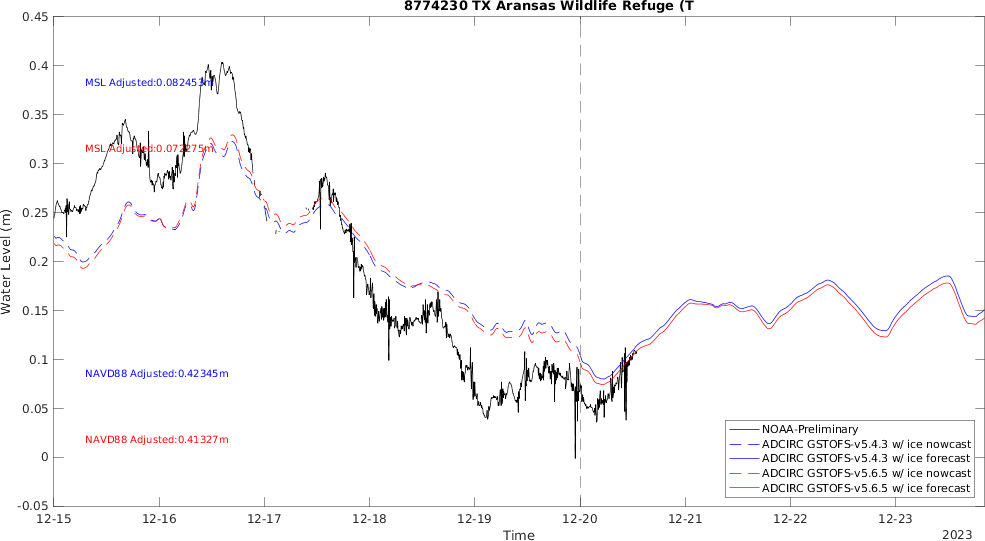 8774230 TX Aransas Wildlife Refuge (T
0.45
0.4
0.35
0.3
0.25
0.2
0.15
0.1
0.05
0
-0.05
Water Level (m)
MSL Adjusted:0.082453m
MSL Adjusted:0.072275m
NAVD88 Adjusted:0.42345m
NAVD88 Adjusted:0.41327m
NOAA-Preliminary
ADCIRC GSTOFS-v5.4.3 w/ ice nowcast
ADCIRC GSTOFS-v5.4.3 w/ ice forecast
ADCIRC GSTOFS-v5.6.5 w/ ice nowcast
ADCIRC GSTOFS-v5.6.5 w/ ice forecast
12-15 12-16 12-17 12-18 12-19 12-20 12-21 12-22 12-23
Time
2023